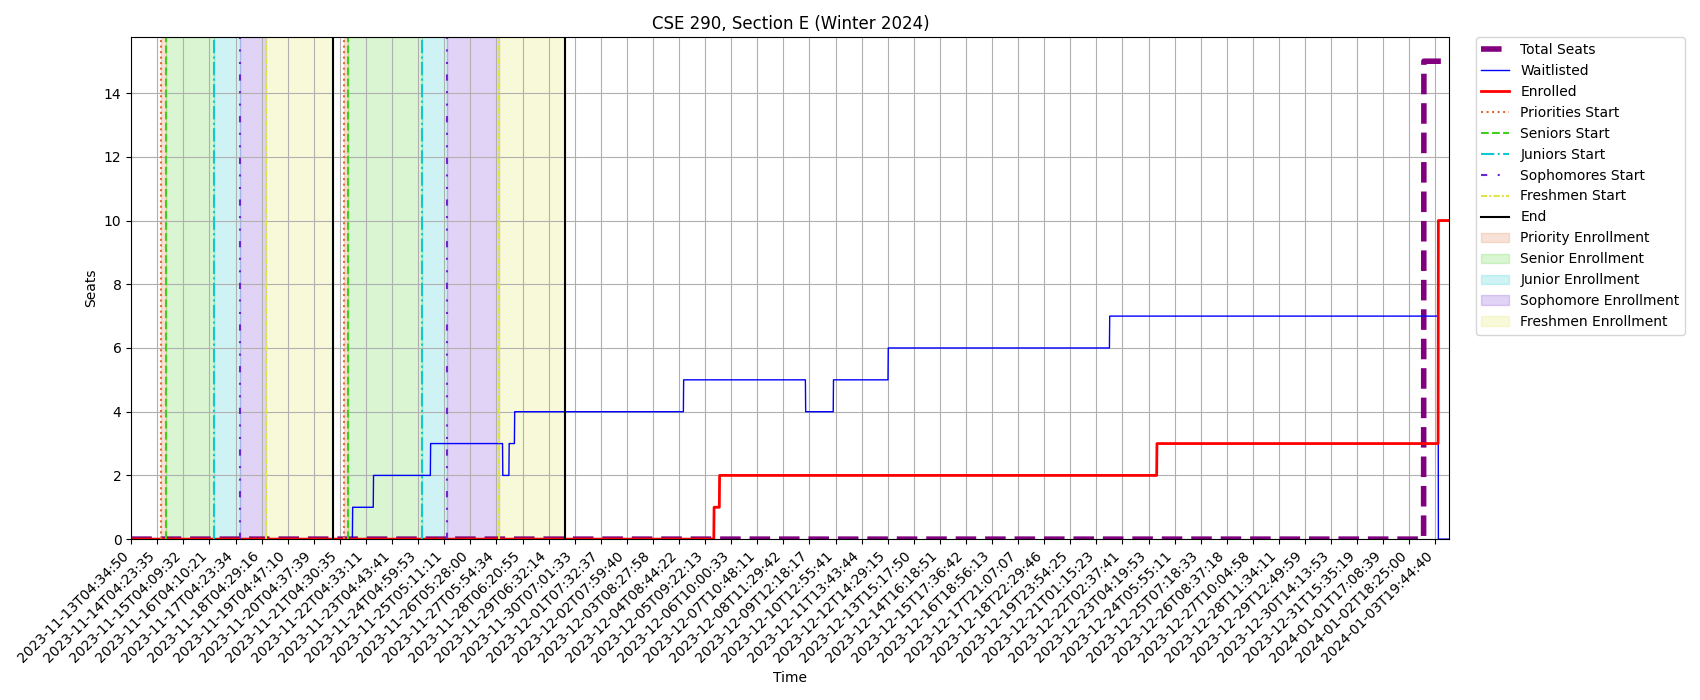 CSE 290, Section E (Winter 2024)
Seats
14
12
10
8
6
4
2
0
2023-11-13T04:34:50
2023-11-14T04:23:35
2023-11-15T04:09:32
2023-11-16T04:10:21
2023-11-17T04:23:34
2023-11-18T04:29:16
2023-11-19T04:47:10
2023-11-20T04:37:39
2023-11-21T04:30:35
2023-11-22T04:33:11
2023-11-23T04:43:41
2023-11-24T04:59:53
2023-11-25T05:11:11
2023-11-26T05:28:00
2023-11-27T05:54:34
2023-11-28T06:20:55
2023-11-29T06:32:14
2023-11-30T07:01:33
2023-12-01T07:32:37
2023-12-02T07:59:40
2023-12-03T08:27:58
2023-12-04T08:44:22
2023-12-05T09:22:13
2023-12-06T10:00:33
2023-12-07T10:48:11
2023-12-08T11:29:42
2023-12-09T12:18:17
2023-12-10T12:55:41
2023-12-11T13:43:44
2023-12-12T14:29:15
2023-12-13T15:17:50
2023-12-14T16:18:51
2023-12-15T17:36:42
2023-12-16T18:56:13
2023-12-17T21:07:07
2023-12-18T22:29:46
2023-12-19T23:54:25
2023-12-21T01:15:23
2023-12-22T02:37:41
2023-12-23T04:19:53
2023-12-24T05:55:11
2023-12-25T07:18:33
2023-12-26T08:37:18
2023-12-27T10:04:58
2023-12-28T11:34:11
2023-12-29T12:49:59
2023-12-30T14:13:53
2023-12-31T15:35:19
2024-01-01T17:08:39
2024-01-02T18:25:00
2024-01-03T19:44:40
Time
Total Seats
Waitlisted
Enrolled
Priorities Start
Seniors Start
Juniors Start
Sophomores Start
Freshmen Start
End
Priority Enrollment
Senior Enrollment
Junior Enrollment
Sophomore Enrollment
Freshmen Enrollment